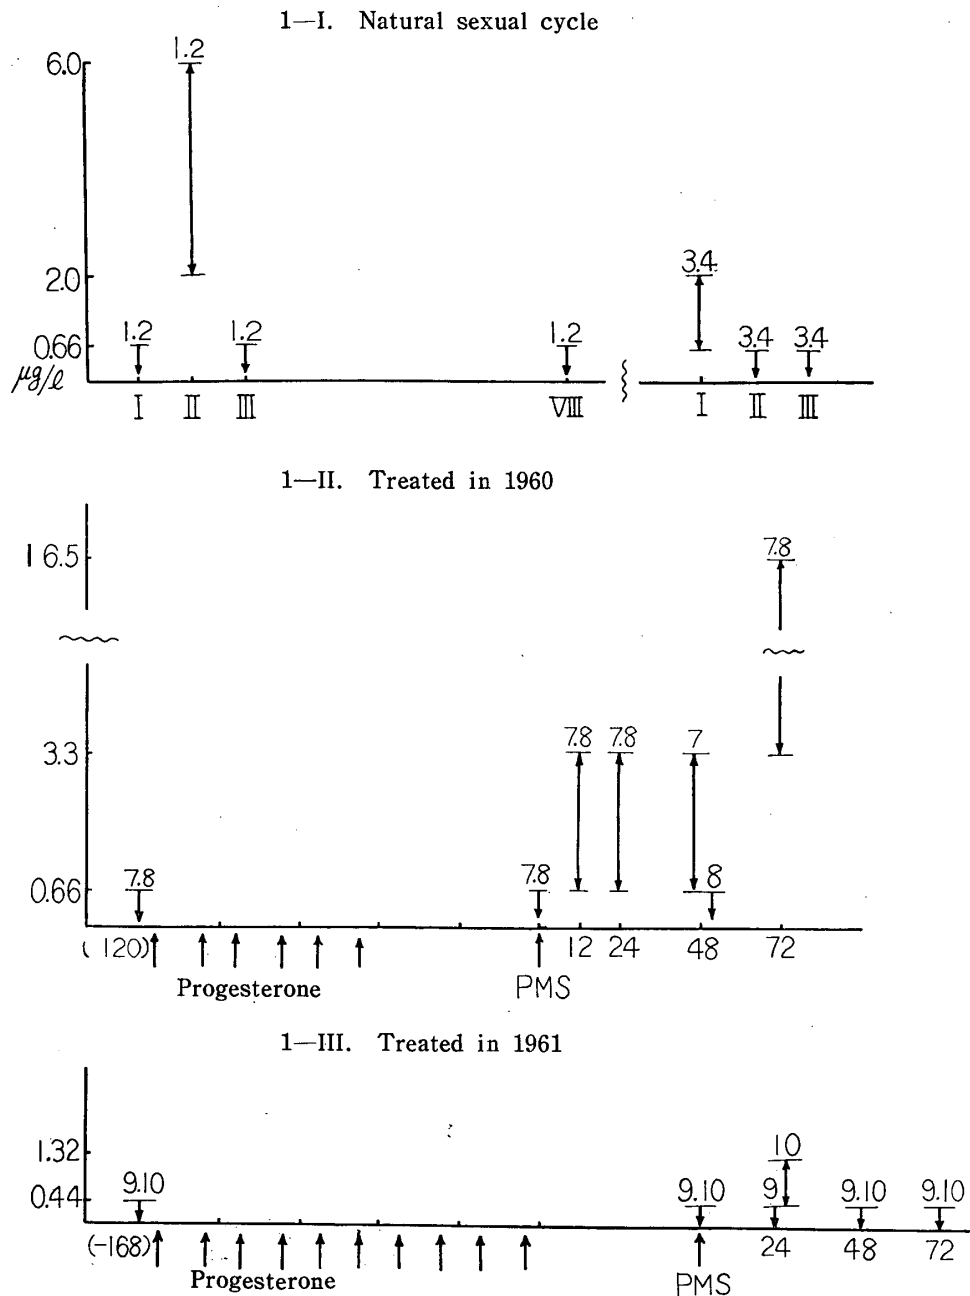 1—I. Natural sexual cycle
6.0
1.2
2.0
3.4
0.66
1.2 1.2 1.2 3.4 3.4
μg/ℓ
I II III VIII I II III
1—II. Treated in 1960
16.5
7.8
3.3
7.8 7.8 7
0.66
7.8 7.8 8
(-120) 12 24 48 72
Progesterone PMS
1—III. Treated in 1961
1.32
10
0.44
9.10 9.10 9 9.10 9.10
(-168) 24 48 72
Progesterone PMS